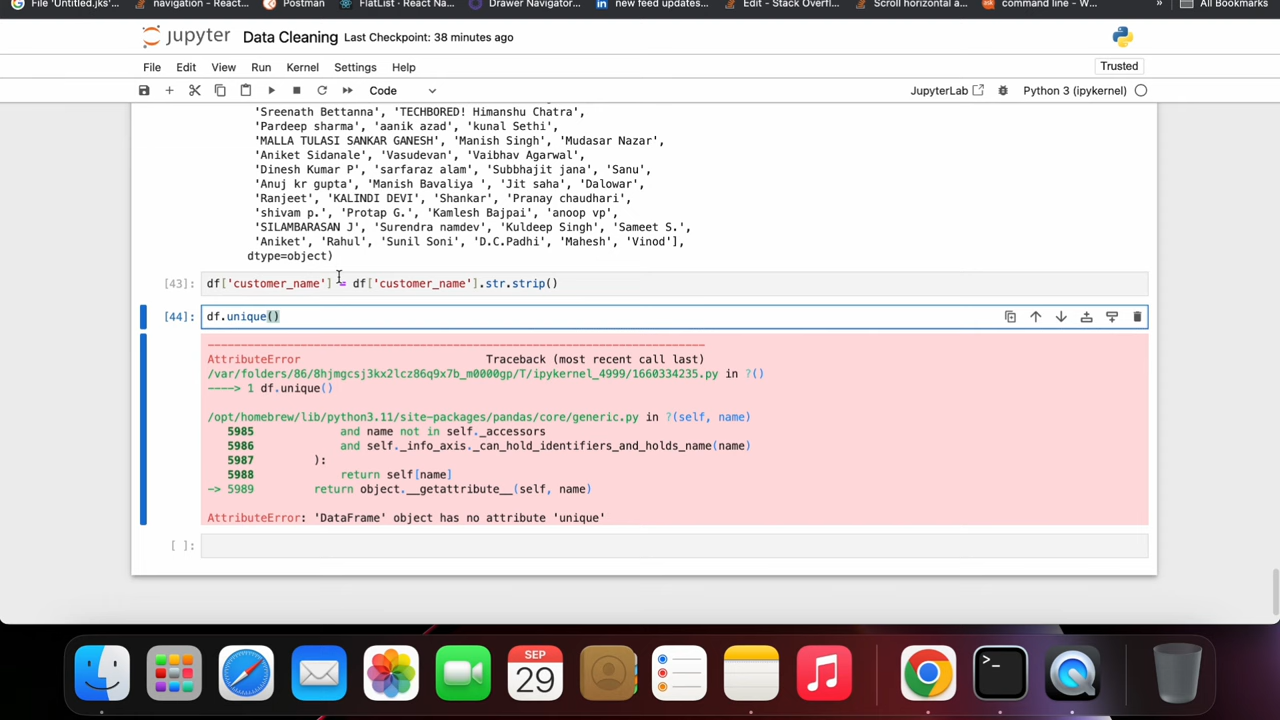 File 'Untitled.jks'...
navigation - React...
Postman
FlatList · React Na...
Drawer Navigator...
new feed updates...
Edit - Stack Overfl...
Scroll horizontal a...
command line - W...
»
All Bookmarks
jupyter Data Cleaning Last Checkpoint: 38 minutes ago
File Edit View Run Kernel Settings Help
Trusted
Code
JupyterLab
Python 3 (ipykernel)
'Sreenath Bettanna', 'TECHBORED! Himanshu Chatra',
'Pardeep sharma', 'aanik azad', 'kunal Sethi',
'MALLA TULASI SANKAR GANESH', 'Manish Singh', 'Mudasar Nazar',
'Aniket Sidanale', 'Vasudevan', 'Vaibhav Agarwal',
'Dinesh Kumar P', 'sarfaraz alam', 'Subbhajit jana', 'Sanu',
'Anuj kr gupta', 'Manish Bavaliya ', 'Jit saha', 'Dalowar',
'Ranjeet', 'KALINDI DEVI', 'Shankar', 'Pranay chaudhari',
'shivam p.', 'Protap G.', 'Kamlesh Bajpai', 'anoop vp',
'SILAMBARASAN J', 'Surendra namdev', 'Kuldeep Singh', 'Sameet S.',
'Aniket', 'Rahul', 'Sunil Soni', 'D.C.Padhi', 'Mahesh', 'Vinod'],
dtype=object)
[43]: df['customer_name'] = df['customer_name'].str.strip()
[44]: df.unique()
---------------------------------------------------------------------------
AttributeError Traceback (most recent call last)
/var/folders/86/8hjmgcsj3kx2lcz86q9x7b_m0000gp/T/ipykernel_4999/1660334235.py in ?()
----> 1 df.unique()
/opt/homebrew/lib/python3.11/site-packages/pandas/core/generic.py in ?(self, name)
5985 and name not in self._accessors
5986 and self._info_axis._can_hold_identifiers_and_holds_name(name)
5987 ):
5988 return self[name]
-> 5989 return object.__getattribute__(self, name)
AttributeError: 'DataFrame' object has no attribute 'unique'
[ ]:
SEP
29
>_